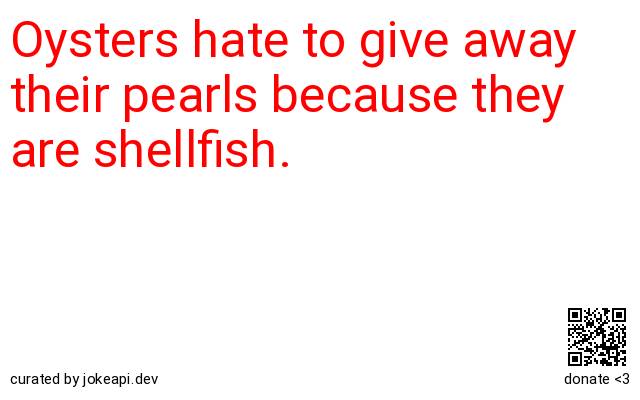 Oysters hate to give away
their pearls because they
are shellfish.
curated by jokeapi.dev
donate <3